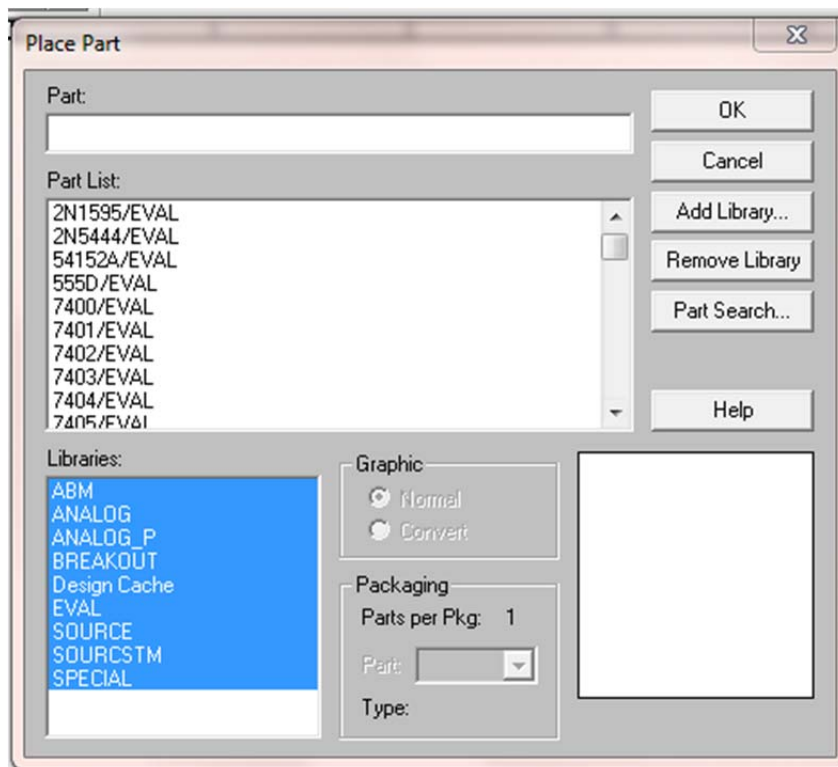 Place Part
Part:
OK
Cancel
Part List:
Add Library...
2N1595/EVAL
2N5444/EVAL
54152A/EVAL
555D/EVAL
7400/EVAL
7401/EVAL
7402/EVAL
7403/EVAL
7404/EVAL
7405/EVAL
Remove Library
Part Search...
Help
Libraries:
ABM
ANALOG
ANALOG_P
BREAKOUT
Design Cache
EVAL
SOURCE
SOURCSTM
SPECIAL
Graphic
Normal
Convert
Packaging
Parts per Pkg: 1
Part:
Type: